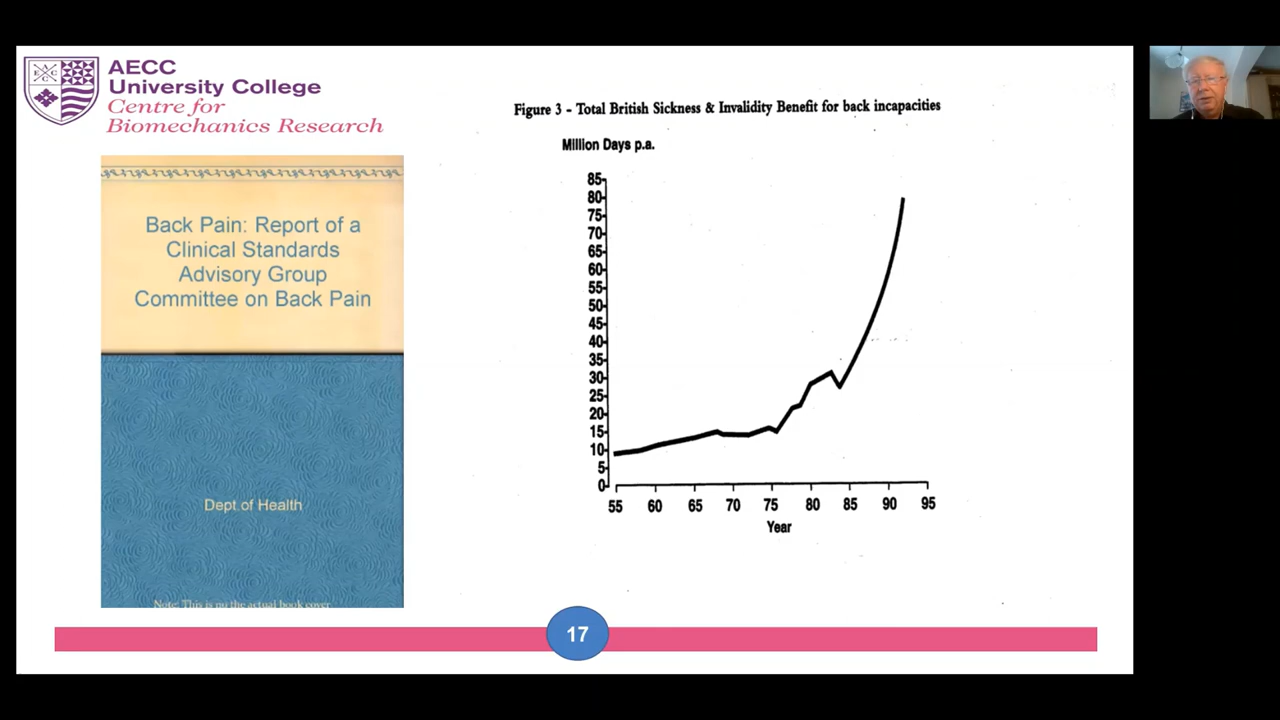 AECC
University College
Centre for
Biomechanics Research
Back Pain: Report of a
Clinical Standards
Advisory Group
Committee on Back Pain
Dept of Health
Note: This is no the actual book cover
Figure 3 - Total British Sickness & Invalidity Benefit for back incapacities
Million Days p.a.
85
80
75
70
65
60
55
50
45
40
35
30
25
20
15
10
5
0
55 60 65 70 75 80 85 90 95
Year
17